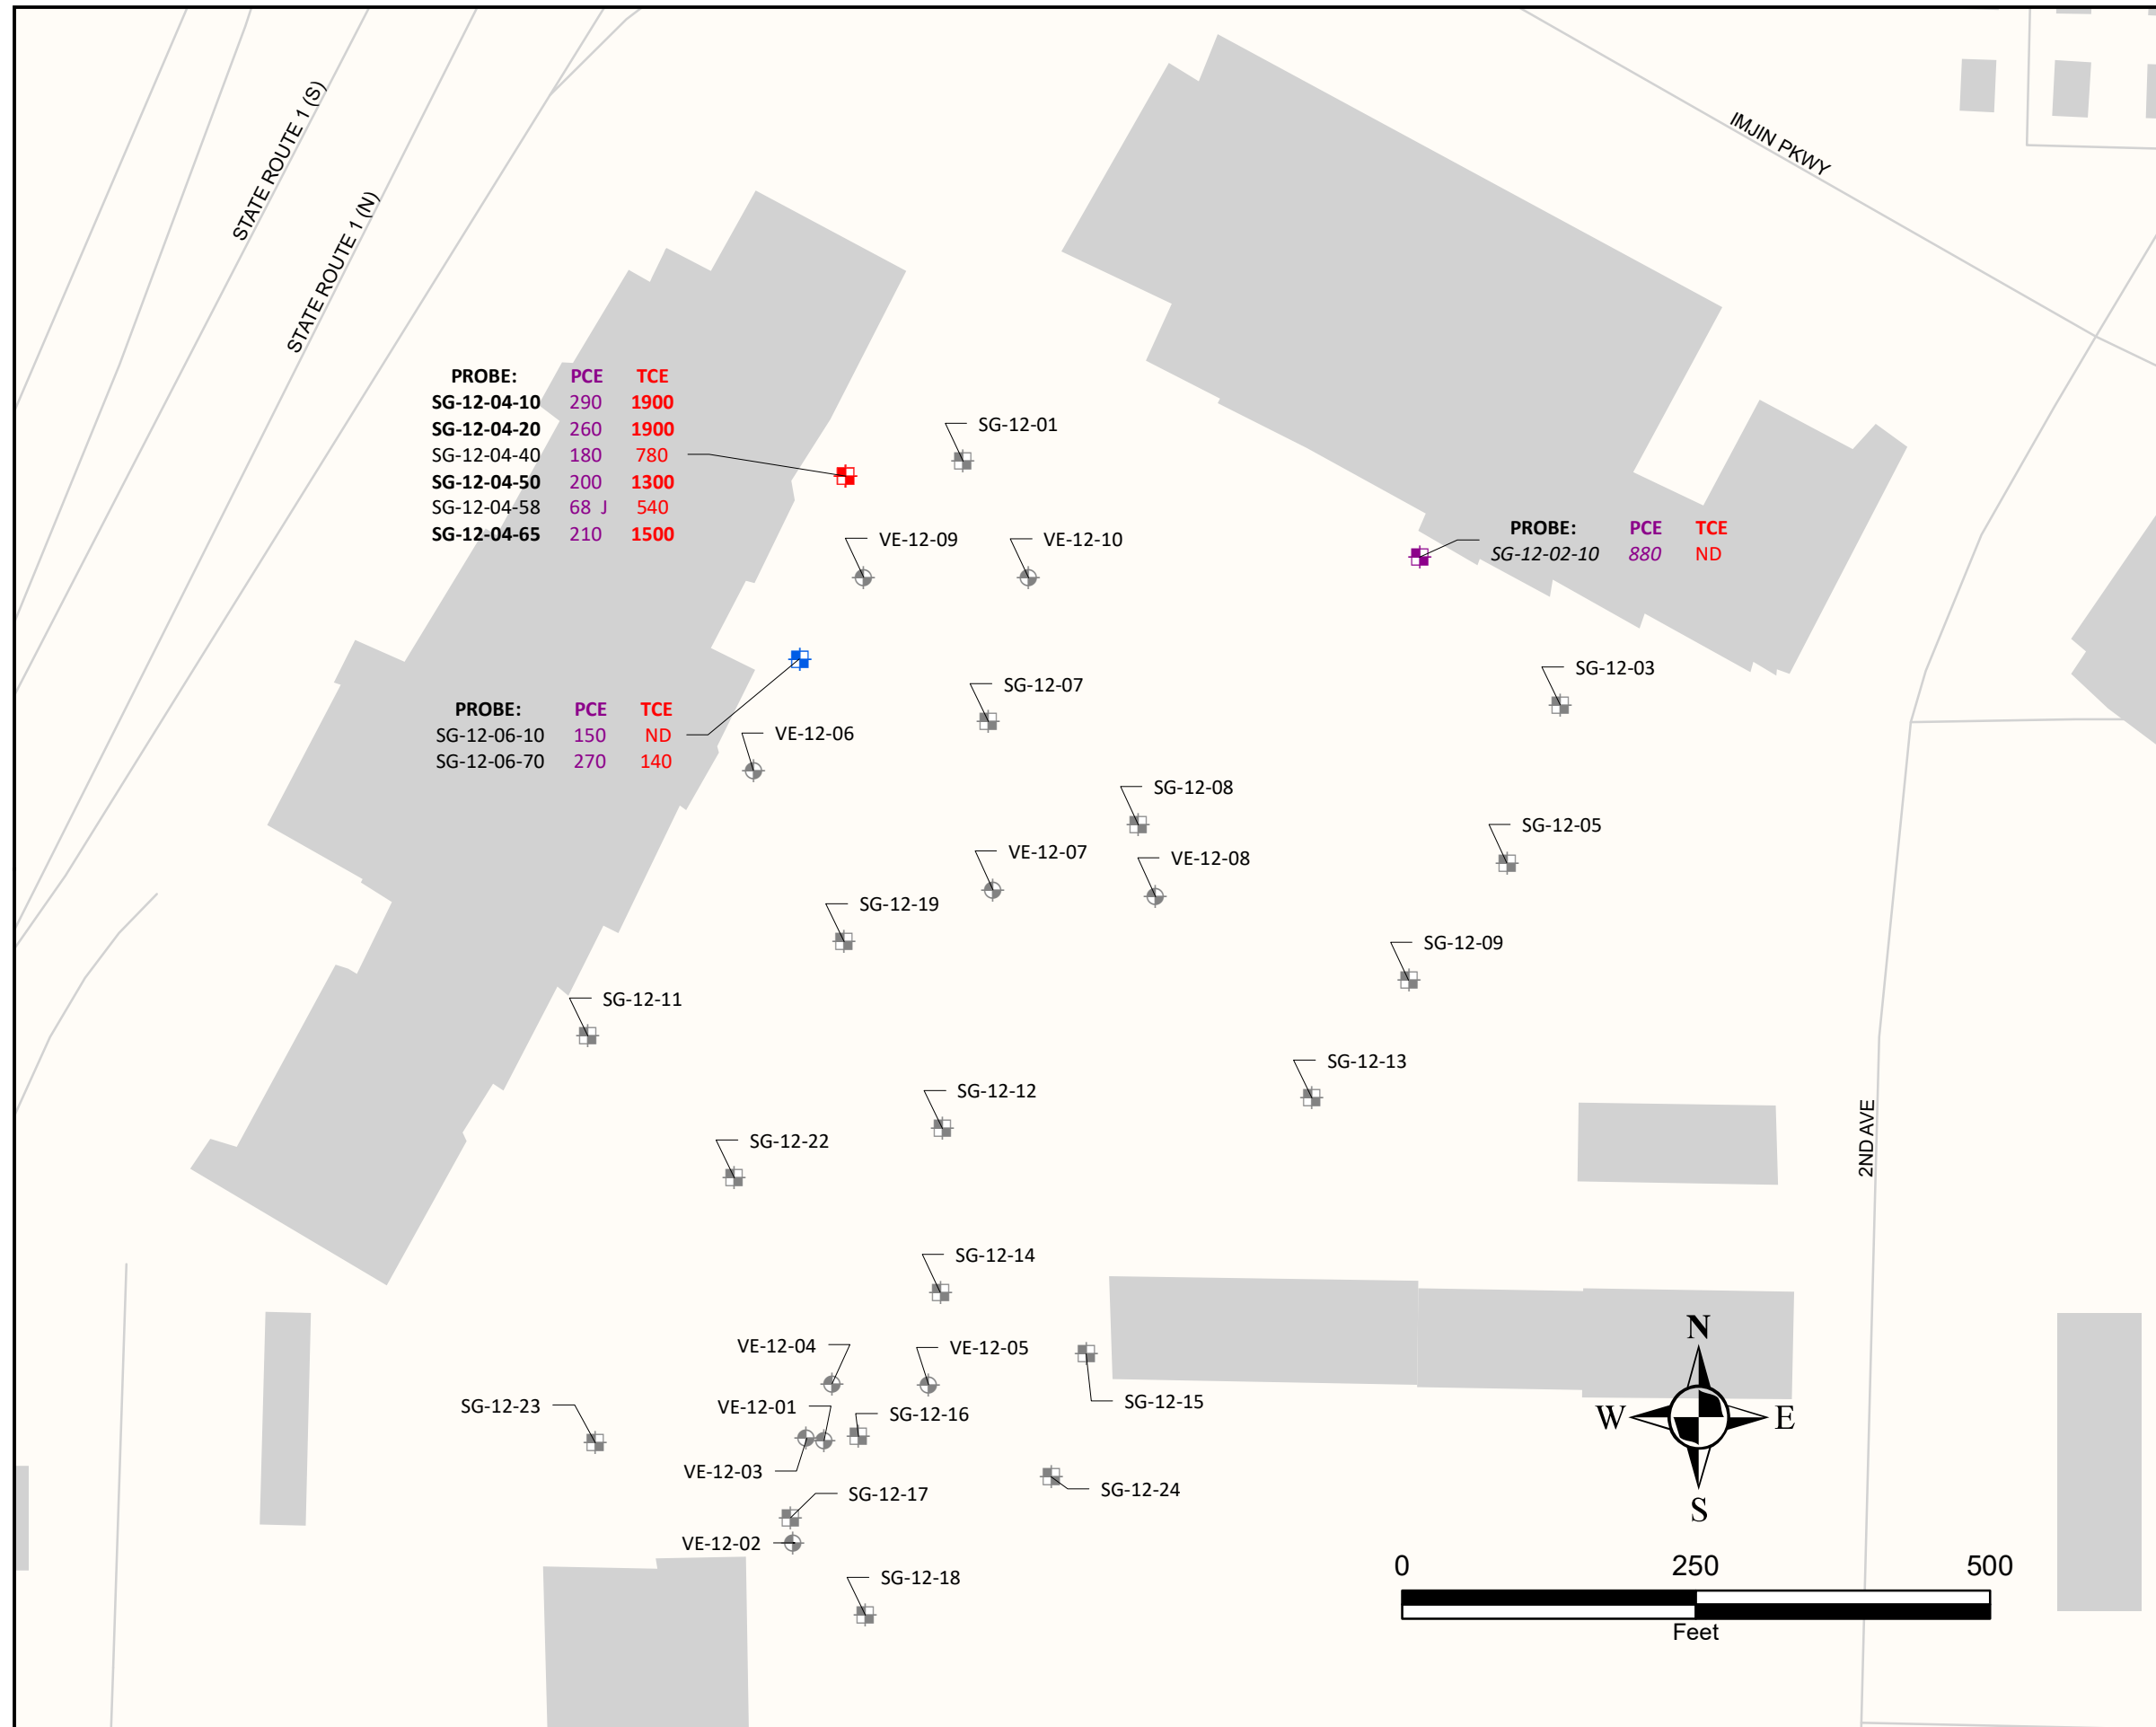 STATE ROUTE 1 (S)
STATE ROUTE 1 (N)
IMJIN PKWY
PROBE: PCE TCE
SG-12-04-10 290 1900
SG-12-04-20 260 1900
SG-12-04-40 180 780
SG-12-04-50 200 1300
SG-12-04-58 68 J 540
SG-12-04-65 210 1500
SG-12-01
VE-12-09
VE-12-10
PROBE: PCE TCE
SG-12-02-10 880 ND
SG-12-03
SG-12-07
PROBE: PCE TCE
SG-12-06-10 150 ND
SG-12-06-70 270 140
VE-12-06
SG-12-08
SG-12-05
VE-12-07
VE-12-08
SG-12-19
SG-12-09
SG-12-11
SG-12-13
SG-12-12
SG-12-22
2ND AVE
SG-12-14
VE-12-04
VE-12-05
SG-12-15
SG-12-23
VE-12-01
SG-12-16
VE-12-03
SG-12-24
SG-12-17
VE-12-02
SG-12-18
N
W E
S
0 250 500
Feet